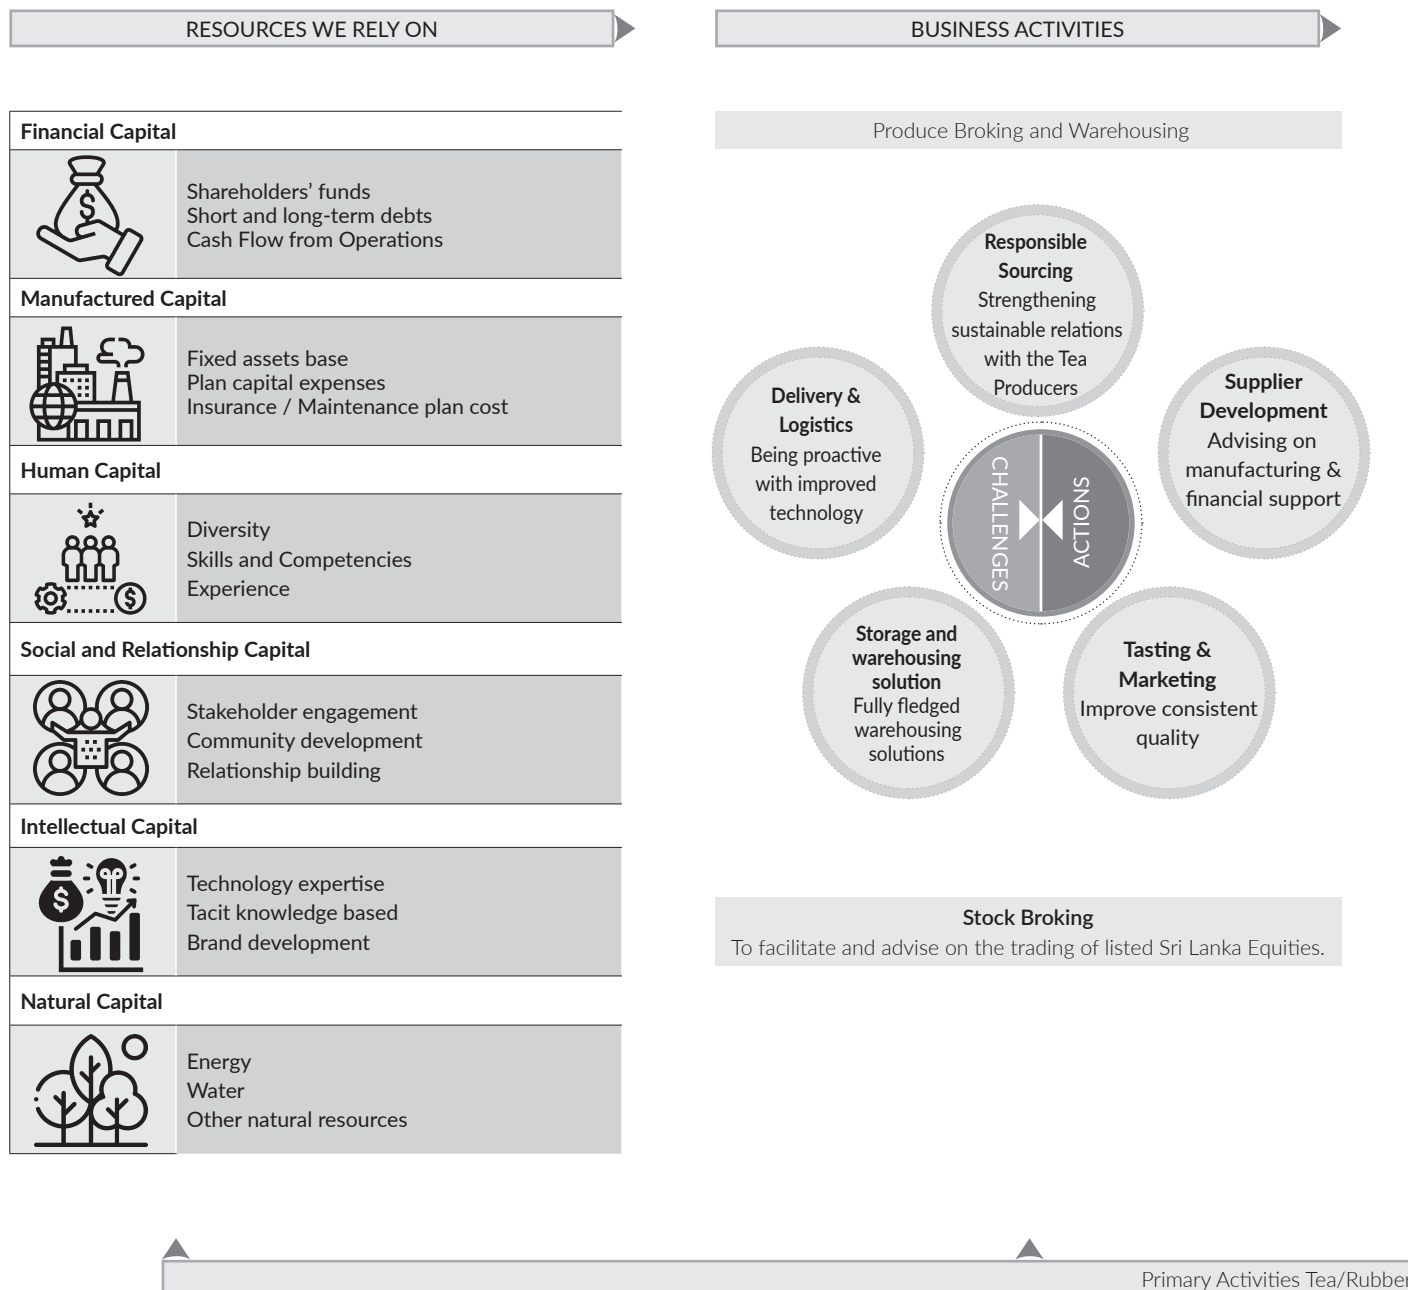 RESOURCES WE RELY ON
Financial Capital
Shareholders’ funds
Short and long-term debts
Cash Flow from Operations
Manufactured Capital
Fixed assets base
Plan capital expenses
Insurance / Maintenance plan cost
Human Capital
Diversity
Skills and Competencies
Experience
Social and Relationship Capital
Stakeholder engagement
Community development
Relationship building
Intellectual Capital
Technology expertise
Tacit knowledge based
Brand development
Natural Capital
Energy
Water
Other natural resources
BUSINESS ACTIVITIES
Produce Broking and Warehousing
Responsible
Sourcing
Strengthening
sustainable relations
with the Tea
Producers
Delivery &
Logistics
Being proactive
with improved
technology
Supplier
Development
Advising on
manufacturing &
financial support
CHALLENGES
ACTIONS
Storage and
warehousing
solution
Fully fledged
warehousing
solutions
Tasting &
Marketing
Improve consistent
quality
Stock Broking
To facilitate and advise on the trading of listed Sri Lanka Equities.
Primary Activities Tea/Rubber